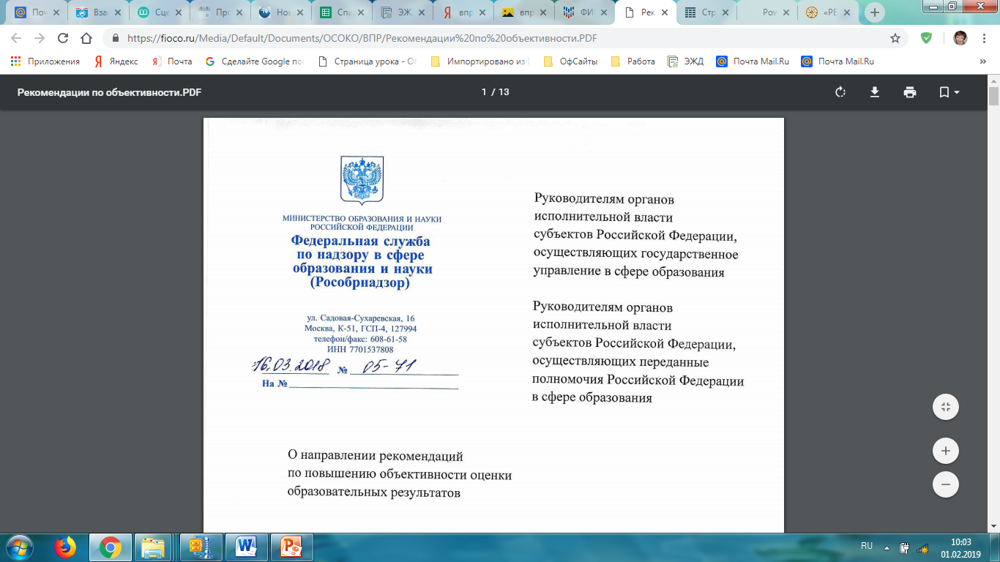 Поч
Вза
Сце
Про
Нов
Спи
ЭЖ
впр
впр
ФИ
Рек
Стр
Pow
«РЕ
https://fioco.ru/Media/Default/Documents/ОСОКО/ВПР/Рекомендации%20по%20объективности.PDF
Приложения
Яндекс
Почта
Сделайте Google по
Страница урока - Об
Импортировано из I
ОфСайты
Работа
ЭЖД
Почта Mail.Ru
Почта Mail.Ru
»
Рекомендации по объективности.PDF
1 / 13
МИНИСТЕРСТВО ОБРАЗОВАНИЯ И НАУКИ
РОССИЙСКОЙ ФЕДЕРАЦИИ
Федеральная служба
по надзору в сфере
образования и науки
(Рособрнадзор)
ул. Садовая-Сухаревская, 16
Москва, К-51, ГСП-4, 127994
телефон/факс: 608-61-58
ИНН 7701537808
16.03.2018 № 05-71
На №
Руководителям органов
исполнительной власти
субъектов Российской Федерации,
осуществляющих государственное
управление в сфере образования
Руководителям органов
исполнительной власти
субъектов Российской Федерации,
осуществляющих переданные
полномочия Российской Федерации
в сфере образования
О направлении рекомендаций
по повышению объективности оценки
образовательных результатов
RU
10:03
01.02.2019